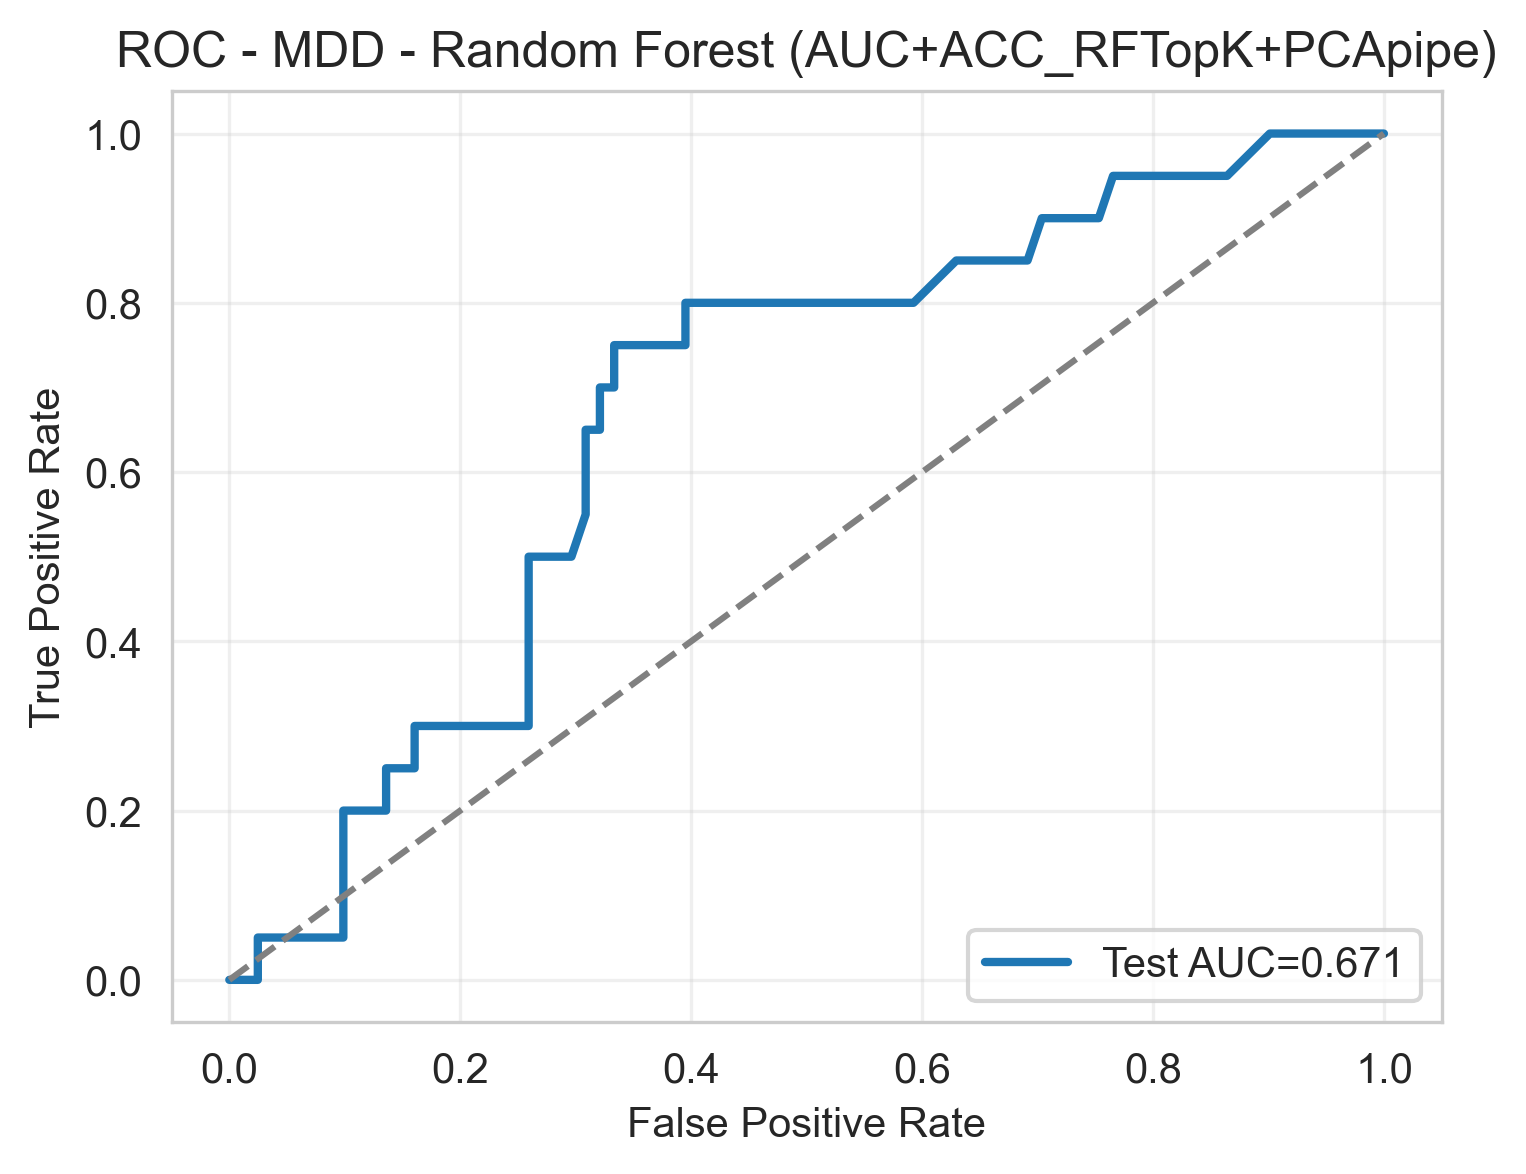 ROC - MDD - Random Forest (AUC+ACC_RFTopK+PCApipe)
1.0
0.8
0.6
0.4
0.2
0.0
True Positive Rate
Test AUC=0.671
0.0 0.2 0.4 0.6 0.8 1.0
False Positive Rate